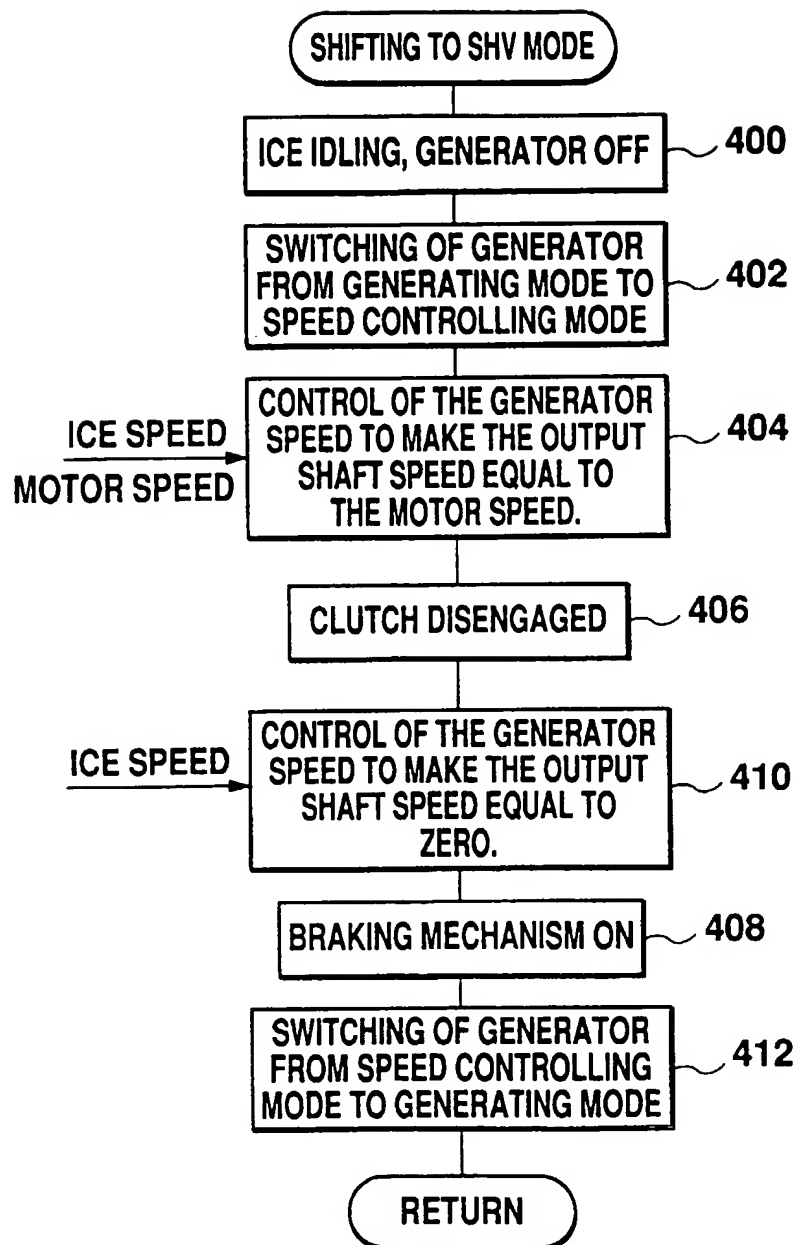 SHIFTING TO SHV MODE
ICE IDLING, GENERATOR OFF
400
SWITCHING OF GENERATOR
FROM GENERATING MODE TO
SPEED CONTROLLING MODE
402
ICE SPEED
MOTOR SPEED
CONTROL OF THE GENERATOR
SPEED TO MAKE THE OUTPUT
SHAFT SPEED EQUAL TO
THE MOTOR SPEED.
404
CLUTCH DISENGAGED
406
ICE SPEED
CONTROL OF THE GENERATOR
SPEED TO MAKE THE OUTPUT
SHAFT SPEED EQUAL TO
ZERO.
410
BRAKING MECHANISM ON
408
SWITCHING OF GENERATOR
FROM SPEED CONTROLLING
MODE TO GENERATING MODE
412
RETURN